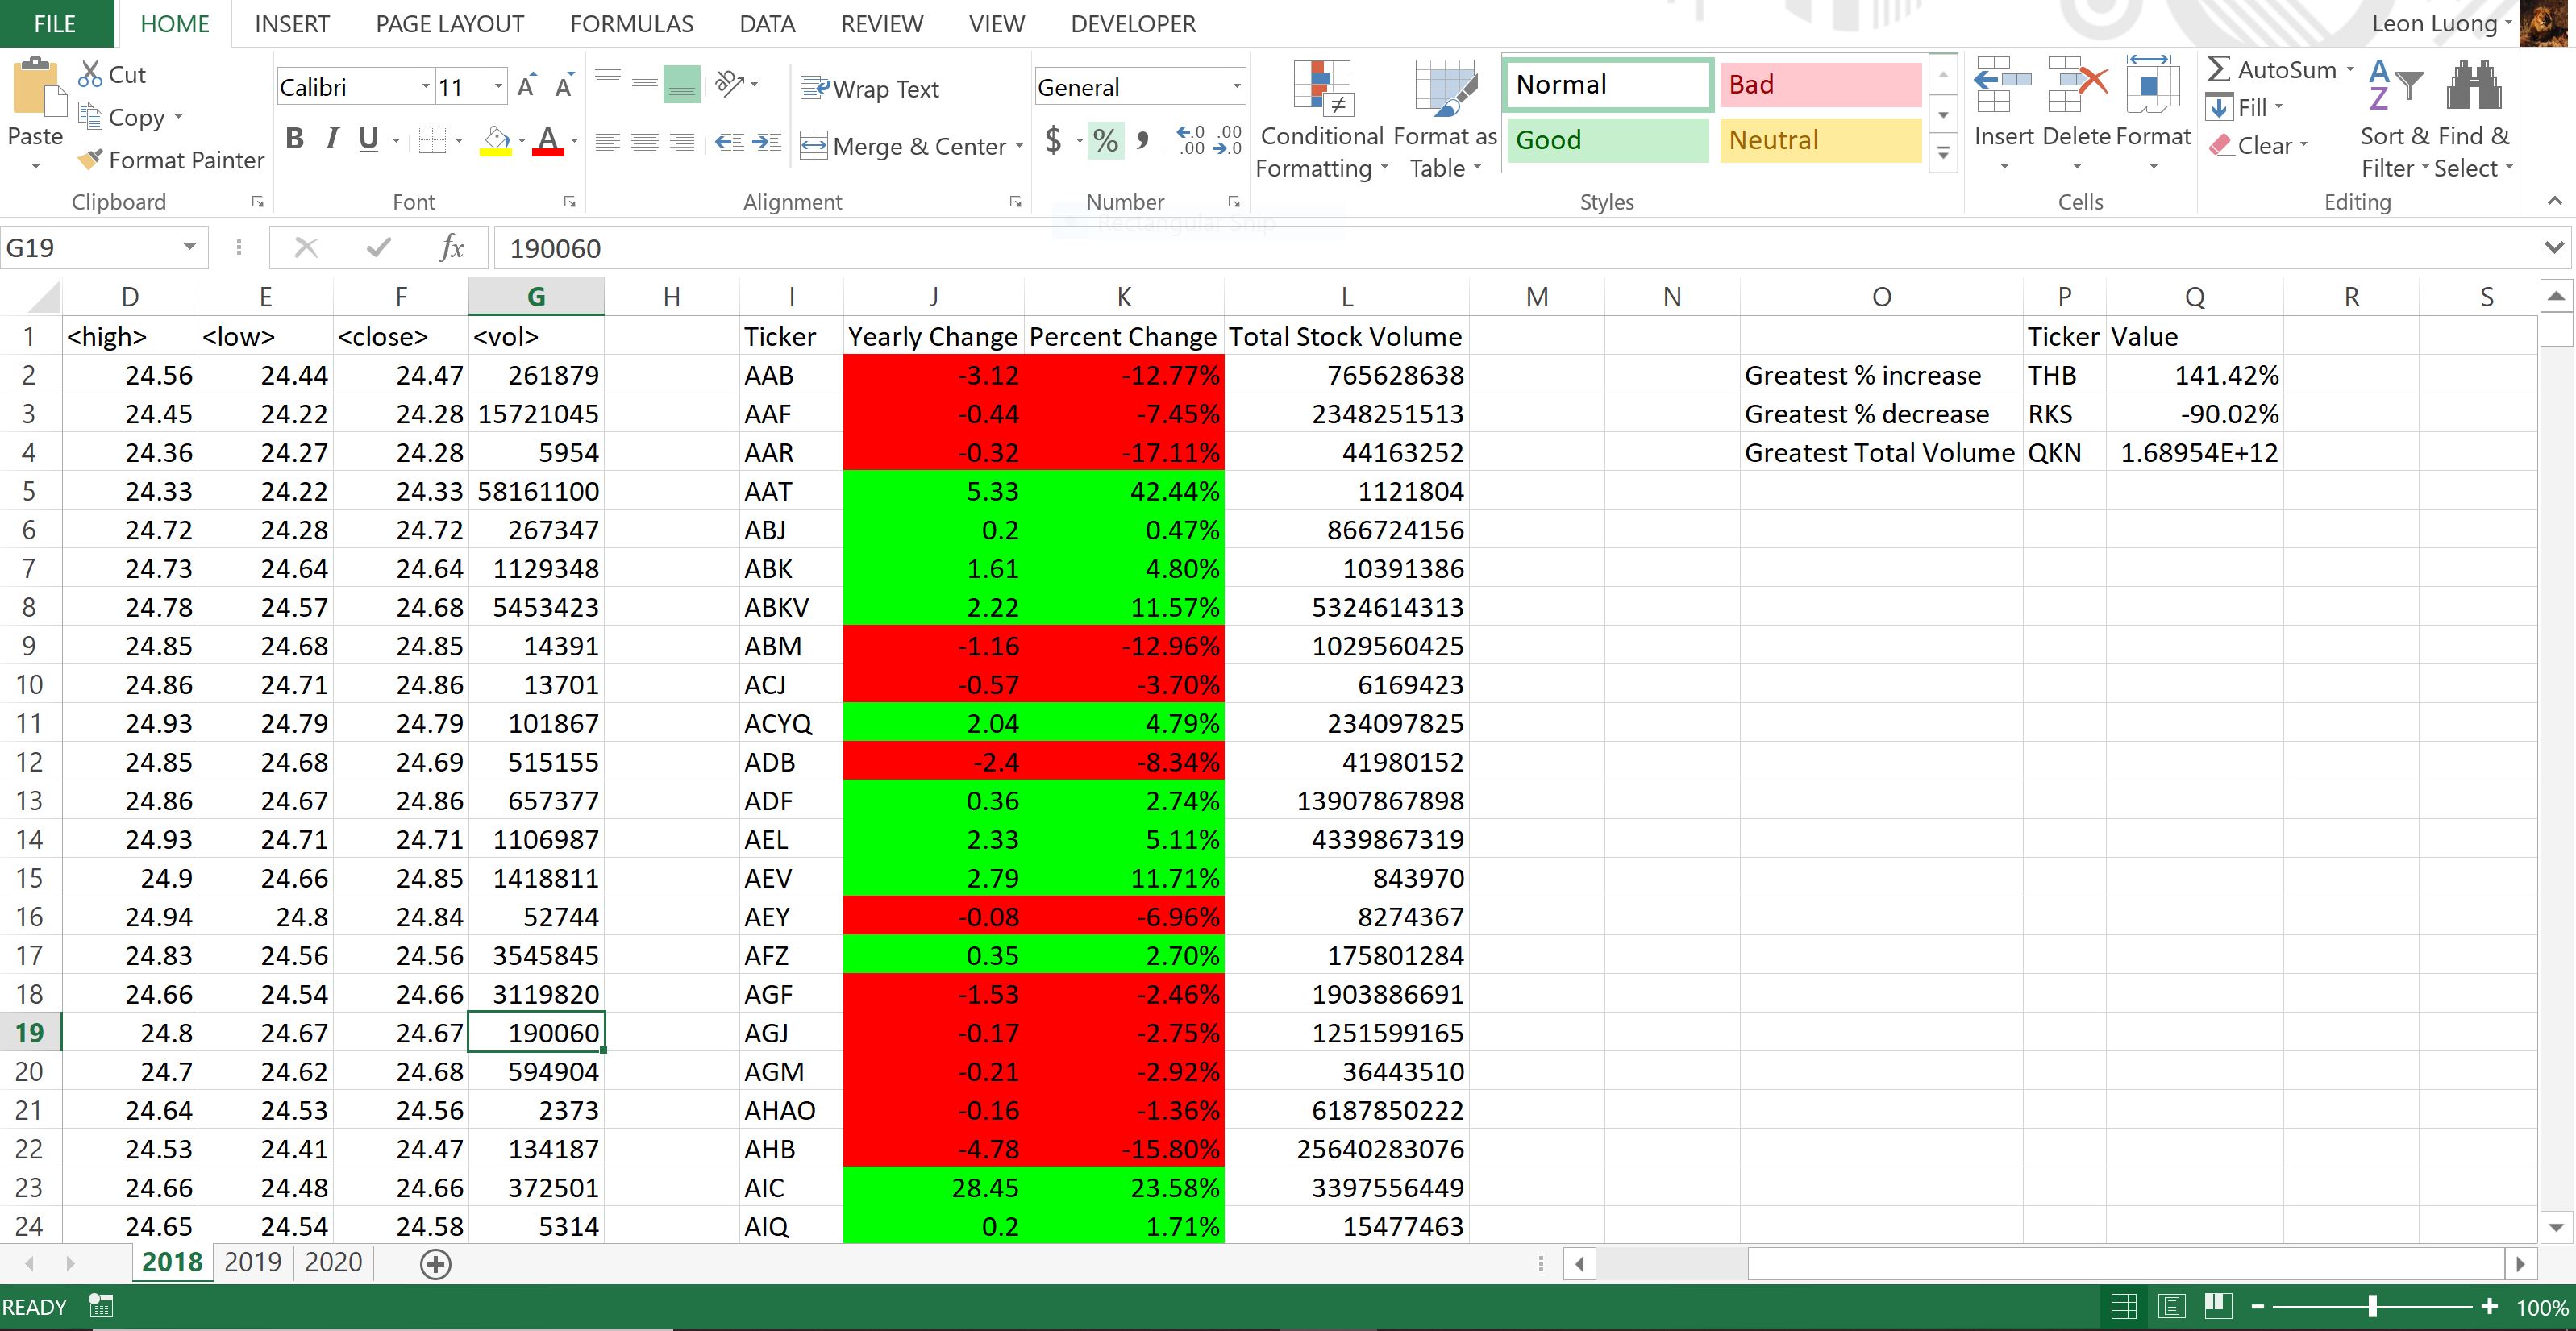 FILE HOME INSERT PAGE LAYOUT FORMULAS DATA REVIEW VIEW DEVELOPER Leon Luong
Cut
Copy
Format Painter
Paste
Clipboard
Calibri 11 A A
B I U A
Font
Wrap Text
Merge & Center
Alignment
General
$ % , .0 .00 .00 .0
Number
Conditional Formatting
Format as Table
Normal Bad
Good Neutral
Styles
Insert Delete Format
Cells
AutoSum
Fill
Clear
Sort & Filter
Find & Select
Editing
Rectangular Snip
G19 fx 190060
D E F G H I J K L M N O P Q R S
1 <high> <low> <close> <vol> Ticker Yearly Change Percent Change Total Stock Volume Ticker Value
2 24.56 24.44 24.47 261879 AAB -3.12 -12.77% 765628638 Greatest % increase THB 141.42%
3 24.45 24.22 24.28 15721045 AAF -0.44 -7.45% 2348251513 Greatest % decrease RKS -90.02%
4 24.36 24.27 24.28 5954 AAR -0.32 -17.11% 44163252 Greatest Total Volume QKN 1.68954E+12
5 24.33 24.22 24.33 58161100 AAT 5.33 42.44% 1121804
6 24.72 24.28 24.72 267347 ABJ 0.2 0.47% 866724156
7 24.73 24.64 24.64 1129348 ABK 1.61 4.80% 10391386
8 24.78 24.57 24.68 5453423 ABKV 2.22 11.57% 5324614313
9 24.85 24.68 24.85 14391 ABM -1.16 -12.96% 1029560425
10 24.86 24.71 24.86 13701 ACJ -0.57 -3.70% 6169423
11 24.93 24.79 24.79 101867 ACYQ 2.04 4.79% 234097825
12 24.85 24.68 24.69 515155 ADB -2.4 -8.34% 41980152
13 24.86 24.67 24.86 657377 ADF 0.36 2.74% 13907867898
14 24.93 24.71 24.71 1106987 AEL 2.33 5.11% 4339867319
15 24.9 24.66 24.85 1418811 AEV 2.79 11.71% 843970
16 24.94 24.8 24.84 52744 AEY -0.08 -6.96% 8274367
17 24.83 24.56 24.56 3545845 AFZ 0.35 2.70% 175801284
18 24.66 24.54 24.66 3119820 AGF -1.53 -2.46% 1903886691
19 24.8 24.67 24.67 190060 AGJ -0.17 -2.75% 1251599165
20 24.7 24.62 24.68 594904 AGM -0.21 -2.92% 36443510
21 24.64 24.53 24.56 2373 AHAO -0.16 -1.36% 6187850222
22 24.53 24.41 24.47 134187 AHB -4.78 -15.80% 25640283076
23 24.66 24.48 24.66 372501 AIC 28.45 23.58% 3397556449
24 24.65 24.54 24.58 5314 AIQ 0.2 1.71% 15477463
2018 2019 2020
READY 100%